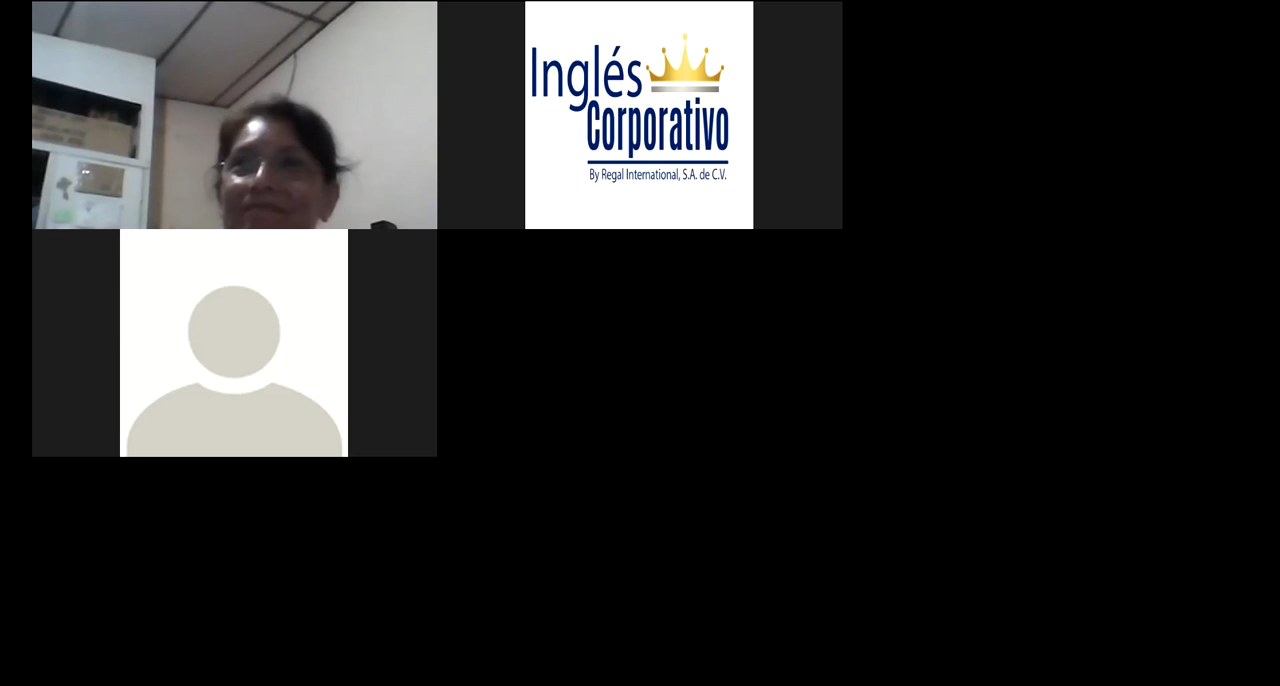 Inglés
Corporativo
By Regal International, S.A. de C.V.